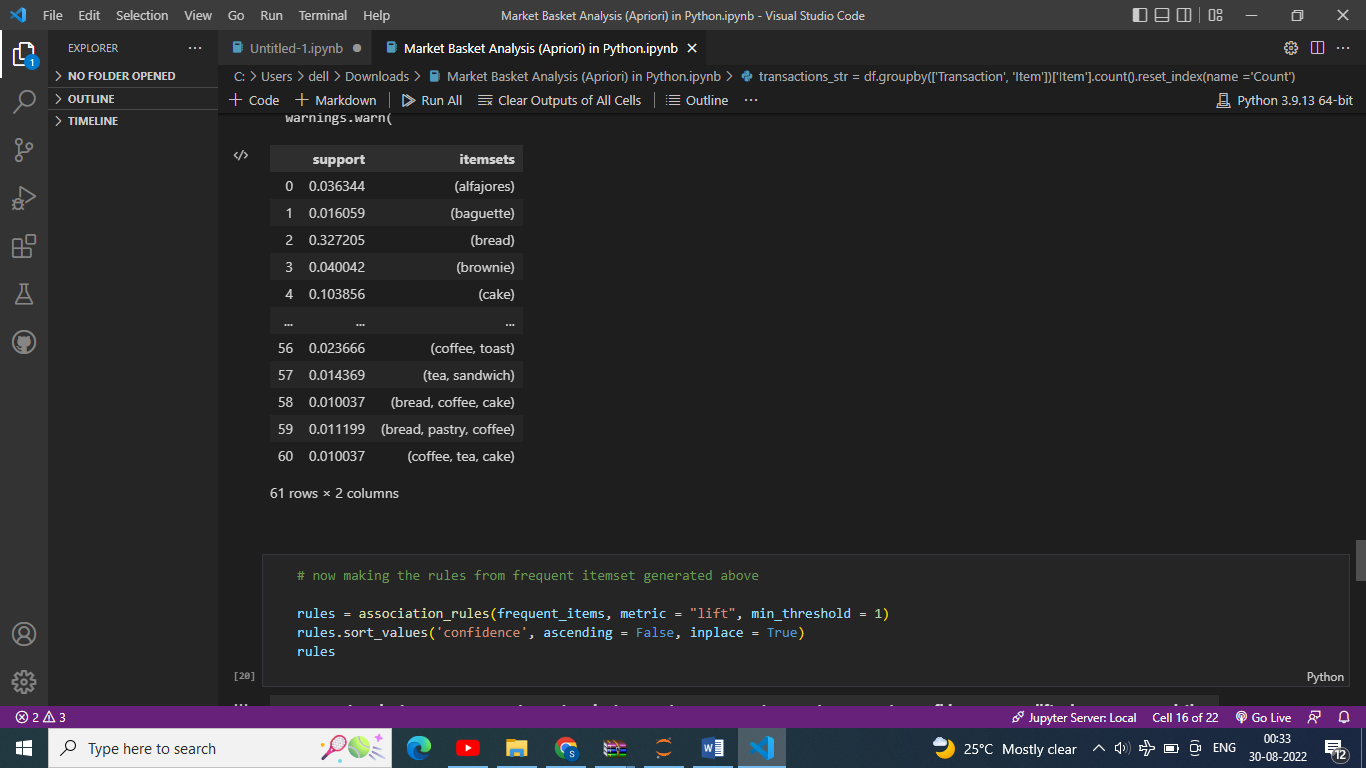 File Edit Selection View Go Run Terminal Help Market Basket Analysis (Apriori) in Python.ipynb - Visual Studio Code
EXPLORER ...
NO FOLDER OPENED
OUTLINE
TIMELINE
1
Untitled-1.ipynb Market Basket Analysis (Apriori) in Python.ipynb
C: > Users > dell > Downloads > Market Basket Analysis (Apriori) in Python.ipynb > transactions_str = df.groupby(['Transaction', 'Item'])['Item'].count().reset_index(name ='Count')
+ Code + Markdown Run All Clear Outputs of All Cells Outline ... Python 3.9.13 64-bit
warnings.warn(
support itemsets
0 0.036344 (alfajores)
1 0.016059 (baguette)
2 0.327205 (bread)
3 0.040042 (brownie)
4 0.103856 (cake)
... ... ...
56 0.023666 (coffee, toast)
57 0.014369 (tea, sandwich)
58 0.010037 (bread, coffee, cake)
59 0.011199 (bread, pastry, coffee)
60 0.010037 (coffee, tea, cake)
61 rows × 2 columns
# now making the rules from frequent itemset generated above
rules = association_rules(frequent_items, metric = "lift", min_threshold = 1)
rules.sort_values('confidence', ascending = False, inplace = True)
rules
[20] Python
2 3 Jupyter Server: Local Cell 16 of 22 Go Live
Type here to search 25°C Mostly clear ENG 00:33
30-08-2022 12